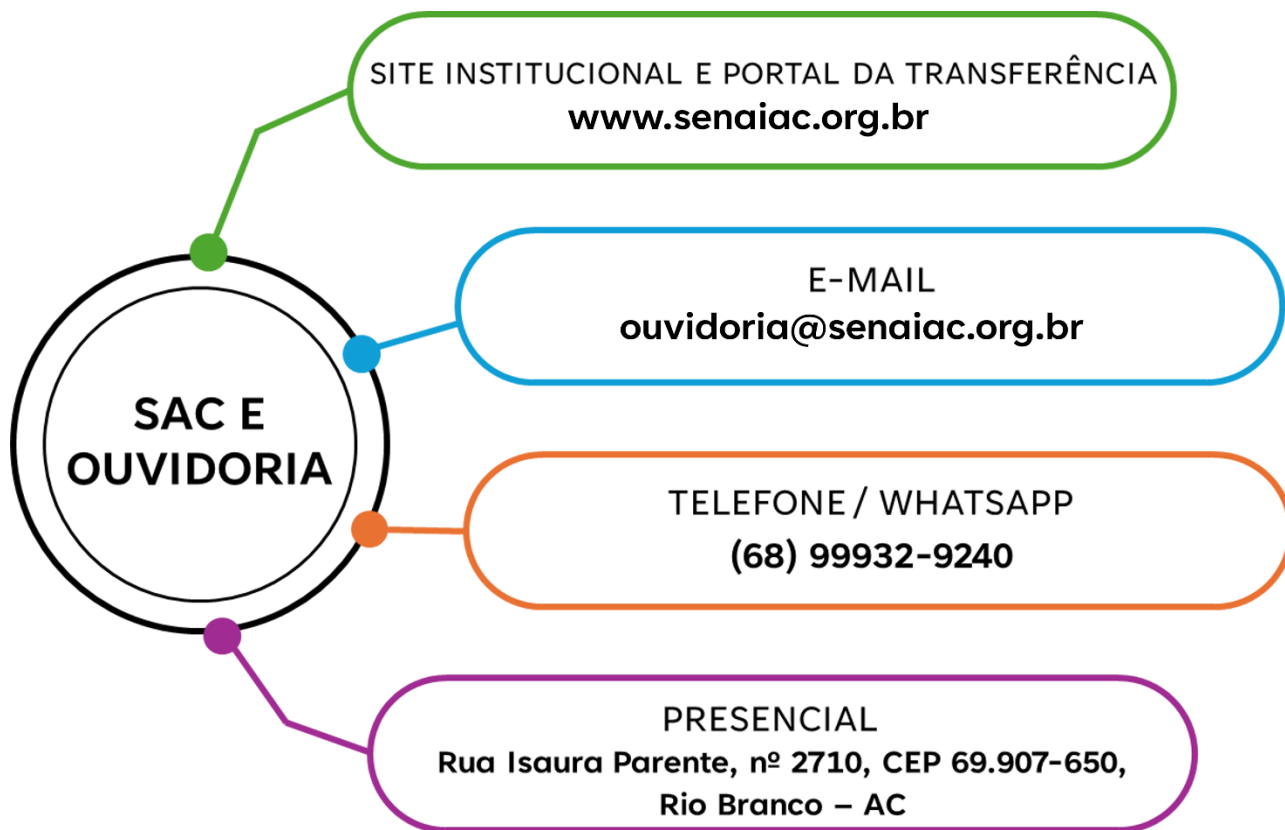 SITE INSTITUCIONAL E PORTAL DA TRANSFERÊNCIA
www.senaiac.org.br
E-MAIL
ouvidoria@senaiac.org.br
SAC E
OUVIDORIA
TELEFONE / WHATSAPP
(68) 99932-9240
PRESENCIAL
Rua Isaura Parente, nº 2710, CEP 69.907-650,
Rio Branco – AC